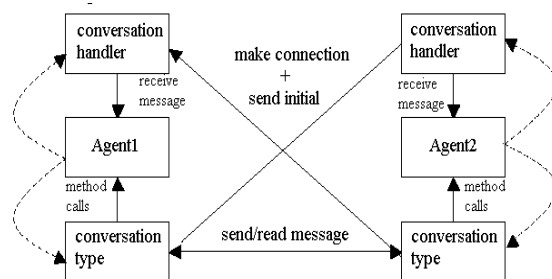 conversation
handler
conversation
handler
make connection
+
send initial
receive
message
receive
message
Agent1
Agent2
method
calls
method
calls
send/read message
conversation
type
conversation
type